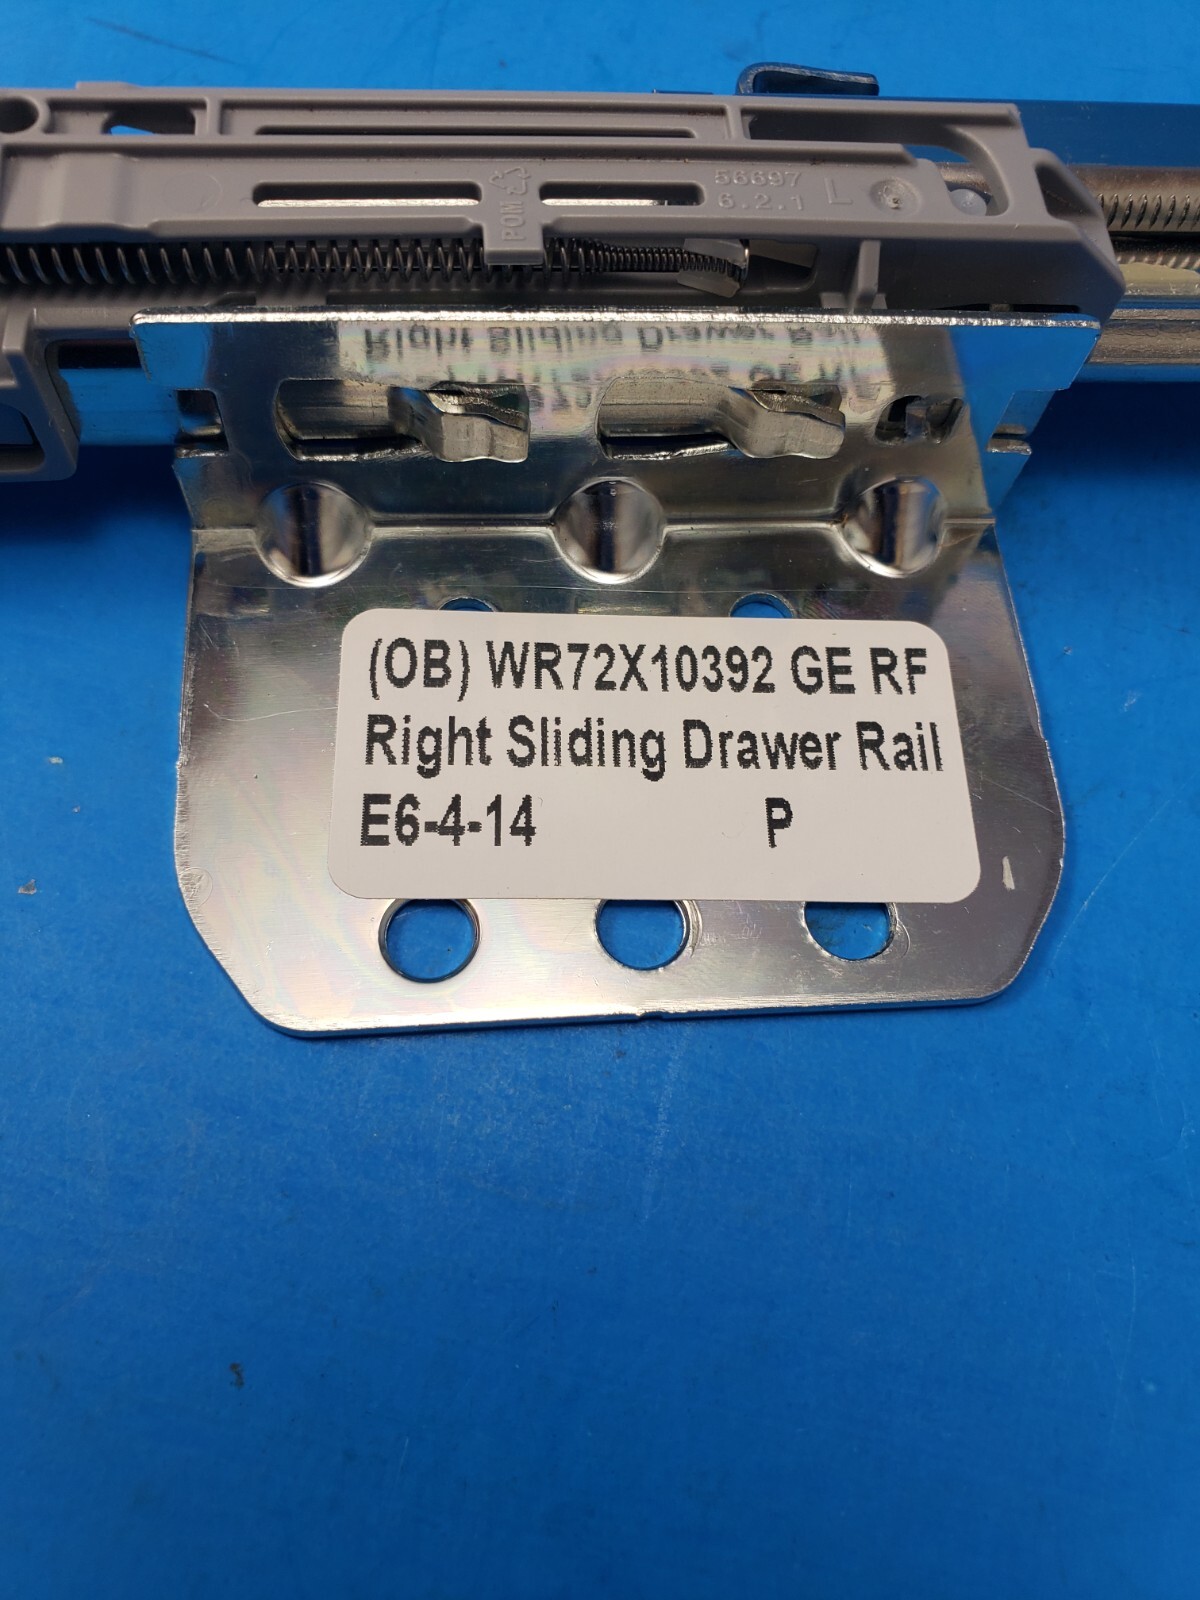 56697 L
6.2.1
POM
(OB) WR72X10392 GE RF
Right Sliding Drawer Rail
E6-4-14 P